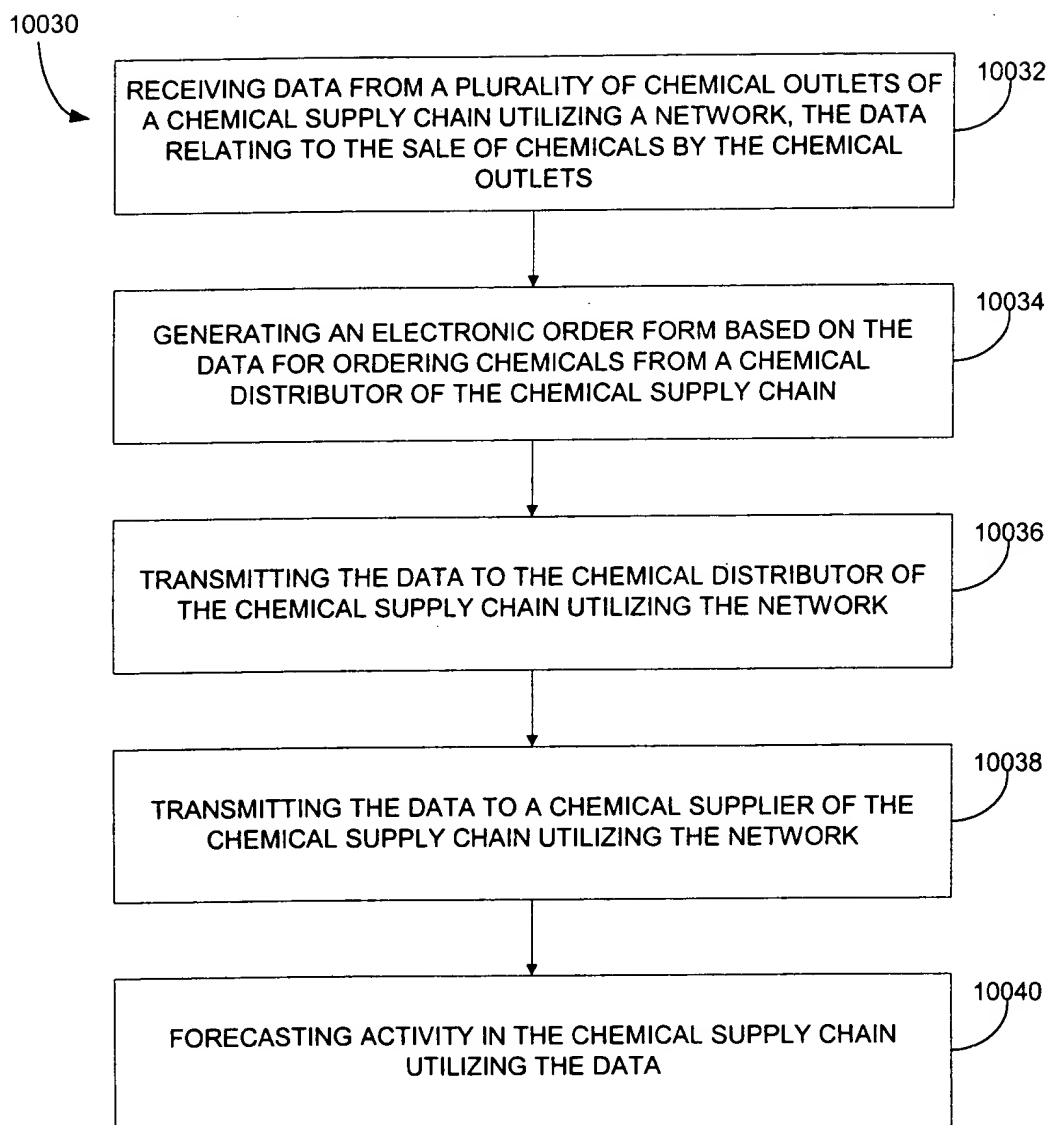 10030
10032
RECEIVING DATA FROM A PLURALITY OF CHEMICAL OUTLETS OF
A CHEMICAL SUPPLY CHAIN UTILIZING A NETWORK, THE DATA
RELATING TO THE SALE OF CHEMICALS BY THE CHEMICAL
OUTLETS
10034
GENERATING AN ELECTRONIC ORDER FORM BASED ON THE
DATA FOR ORDERING CHEMICALS FROM A CHEMICAL
DISTRIBUTOR OF THE CHEMICAL SUPPLY CHAIN
10036
TRANSMITTING THE DATA TO THE CHEMICAL DISTRIBUTOR OF
THE CHEMICAL SUPPLY CHAIN UTILIZING THE NETWORK
10038
TRANSMITTING THE DATA TO A CHEMICAL SUPPLIER OF THE
CHEMICAL SUPPLY CHAIN UTILIZING THE NETWORK
10040
FORECASTING ACTIVITY IN THE CHEMICAL SUPPLY CHAIN
UTILIZING THE DATA